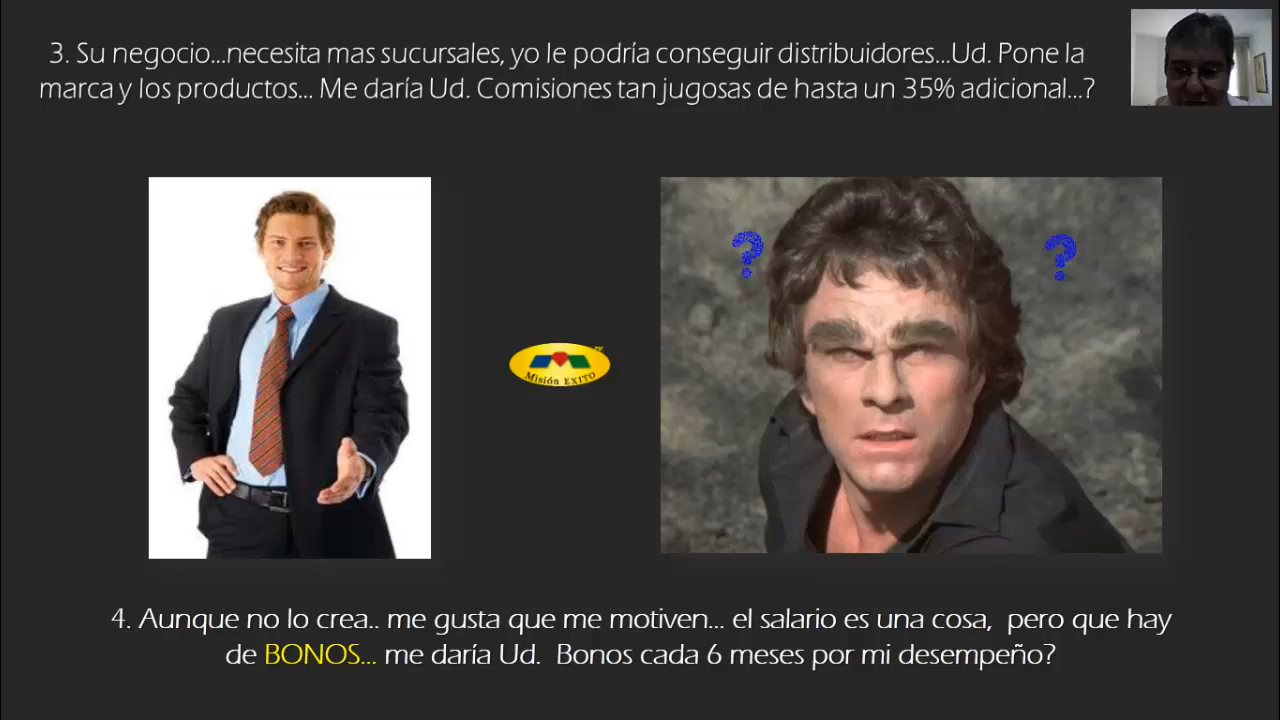 3. Su negocio...necesita mas sucursales, yo le podría conseguir distribuidores...Ud. Pone la
marca y los productos... Me daría Ud. Comisiones tan jugosas de hasta un 35% adicional...?
?
?
Misión EXITO
4. Aunque no lo crea.. me gusta que me motiven... el salario es una cosa, pero que hay
de BONOS... me daría Ud. Bonos cada 6 meses por mi desempeño?